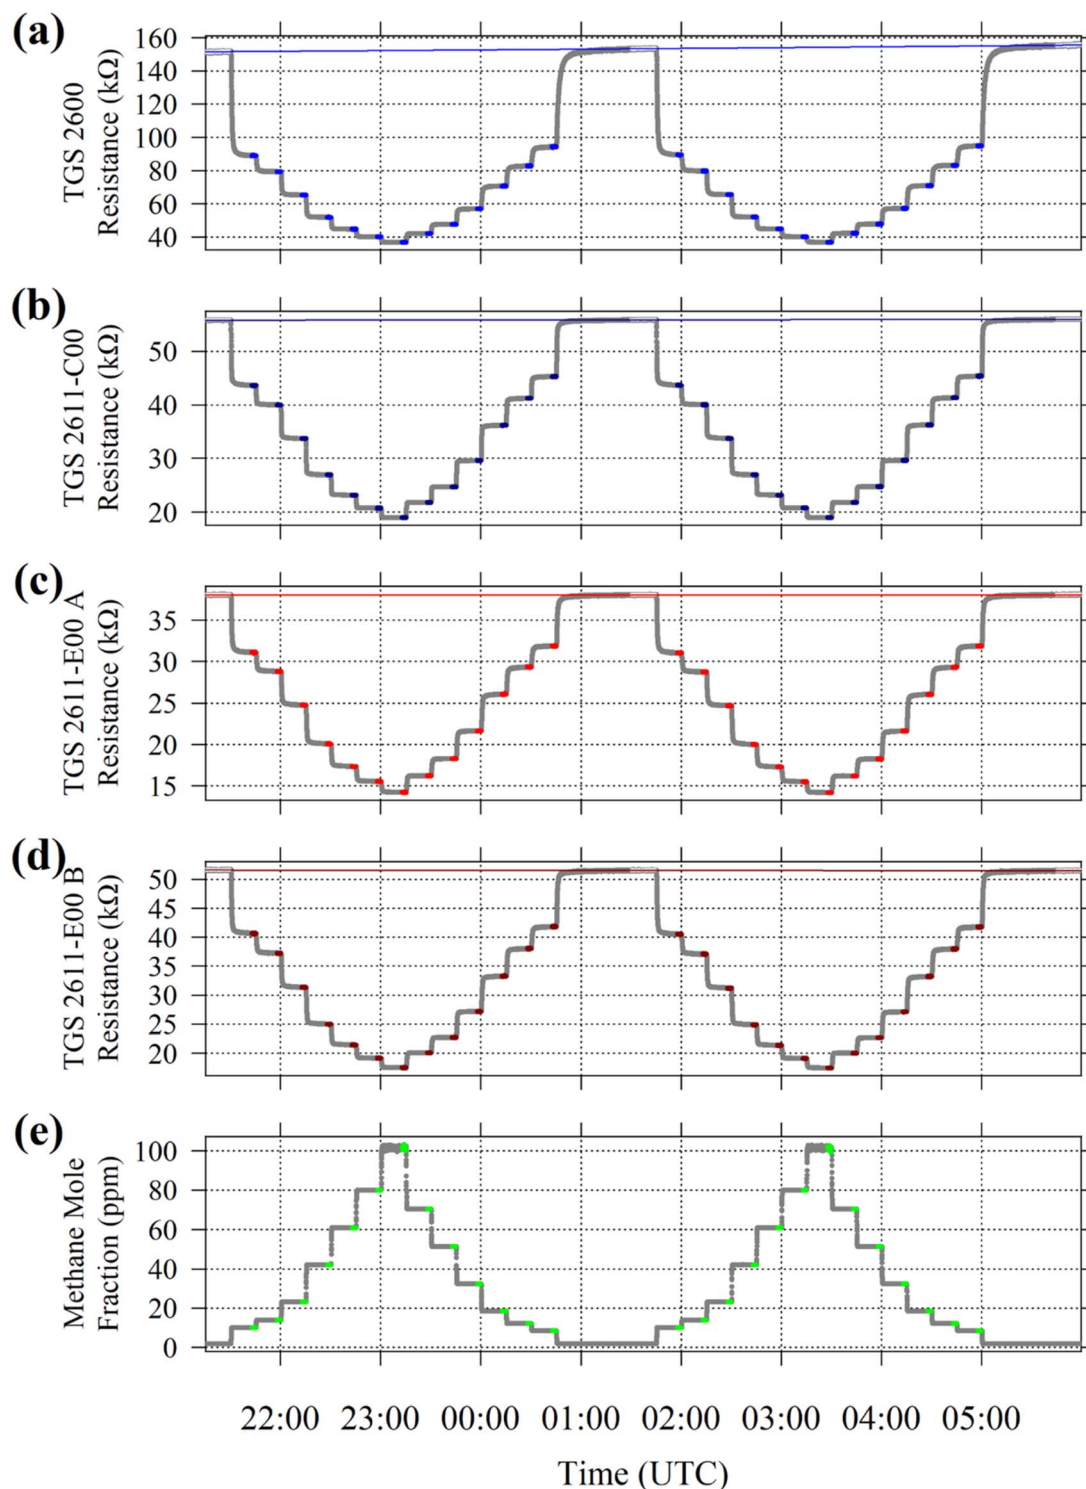 (a)
TGS 2600
Resistance (kΩ)
160
140
120
100
80
60
40
(b)
TGS 2611-C00
Resistance (kΩ)
50
40
30
20
(c)
TGS 2611-E00 A
Resistance (kΩ)
35
30
25
20
15
(d)
TGS 2611-E00 B
Resistance (kΩ)
50
45
40
35
30
25
20
(e)
Methane Mole
Fraction (ppm)
100
80
60
40
20
0
22:00 23:00 00:00 01:00 02:00 03:00 04:00 05:00
Time (UTC)